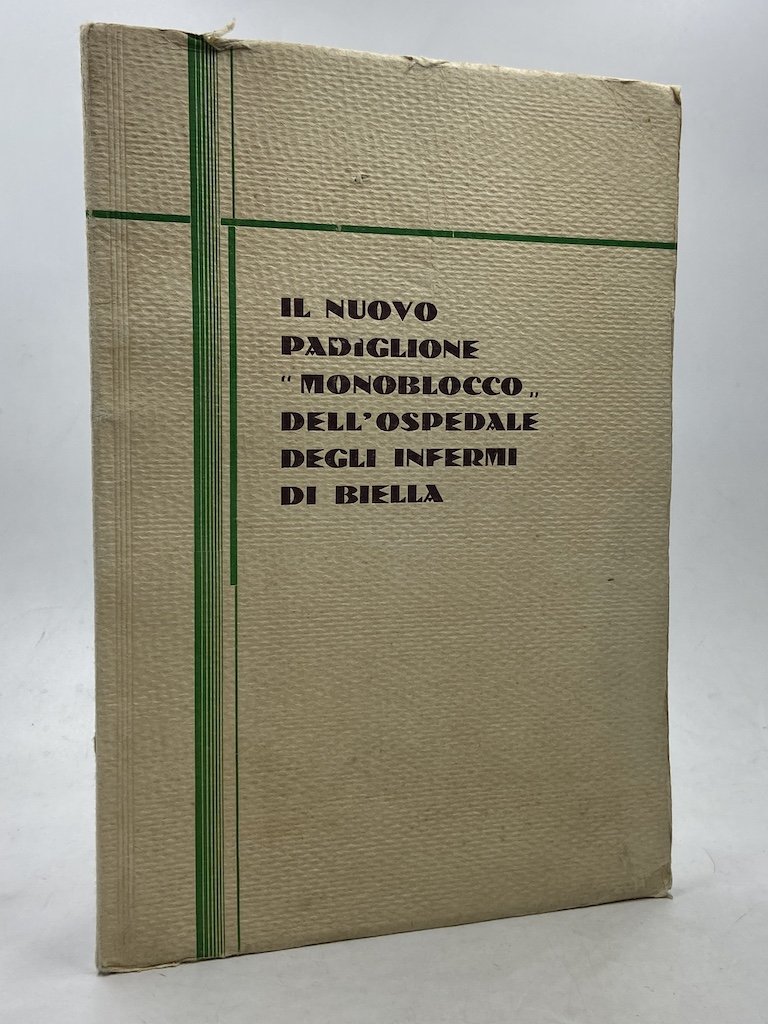 IL NUOVO
PADiGLIONE
“ MONOBLOCCO „
DELL'OSPEDALE
DEGLI INFERMI
DI BIELLA